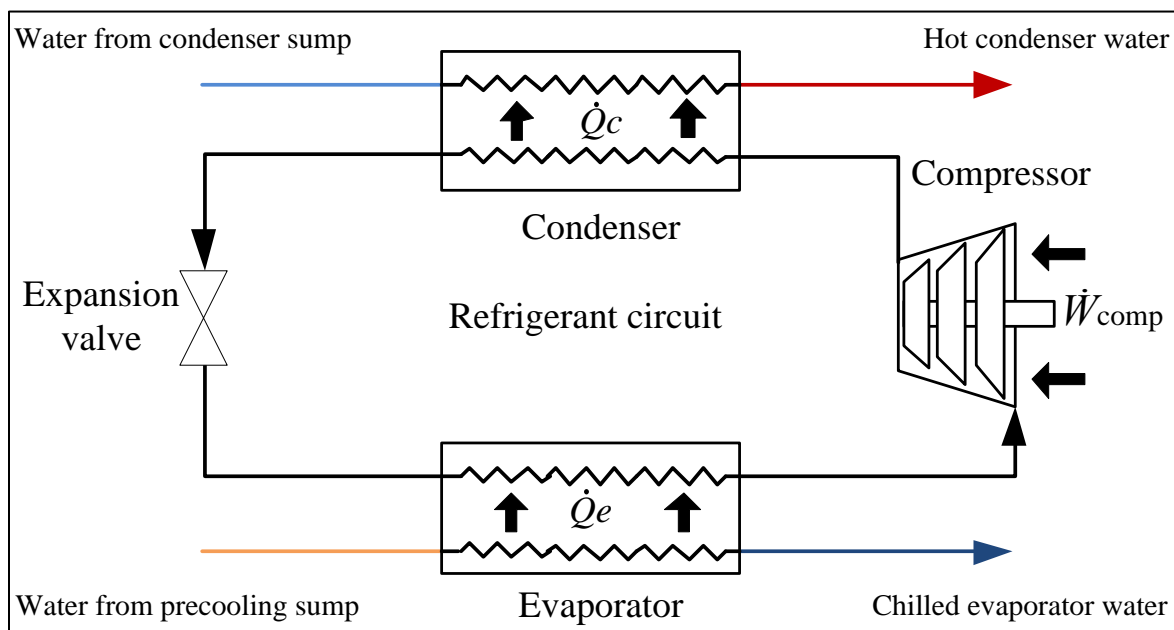 Water from condenser sump
Hot condenser water
Q̇c
Compressor
Condenser
Expansion
valve
Refrigerant circuit
Ẇcomp
Q̇e
Water from precooling sump
Evaporator
Chilled evaporator water